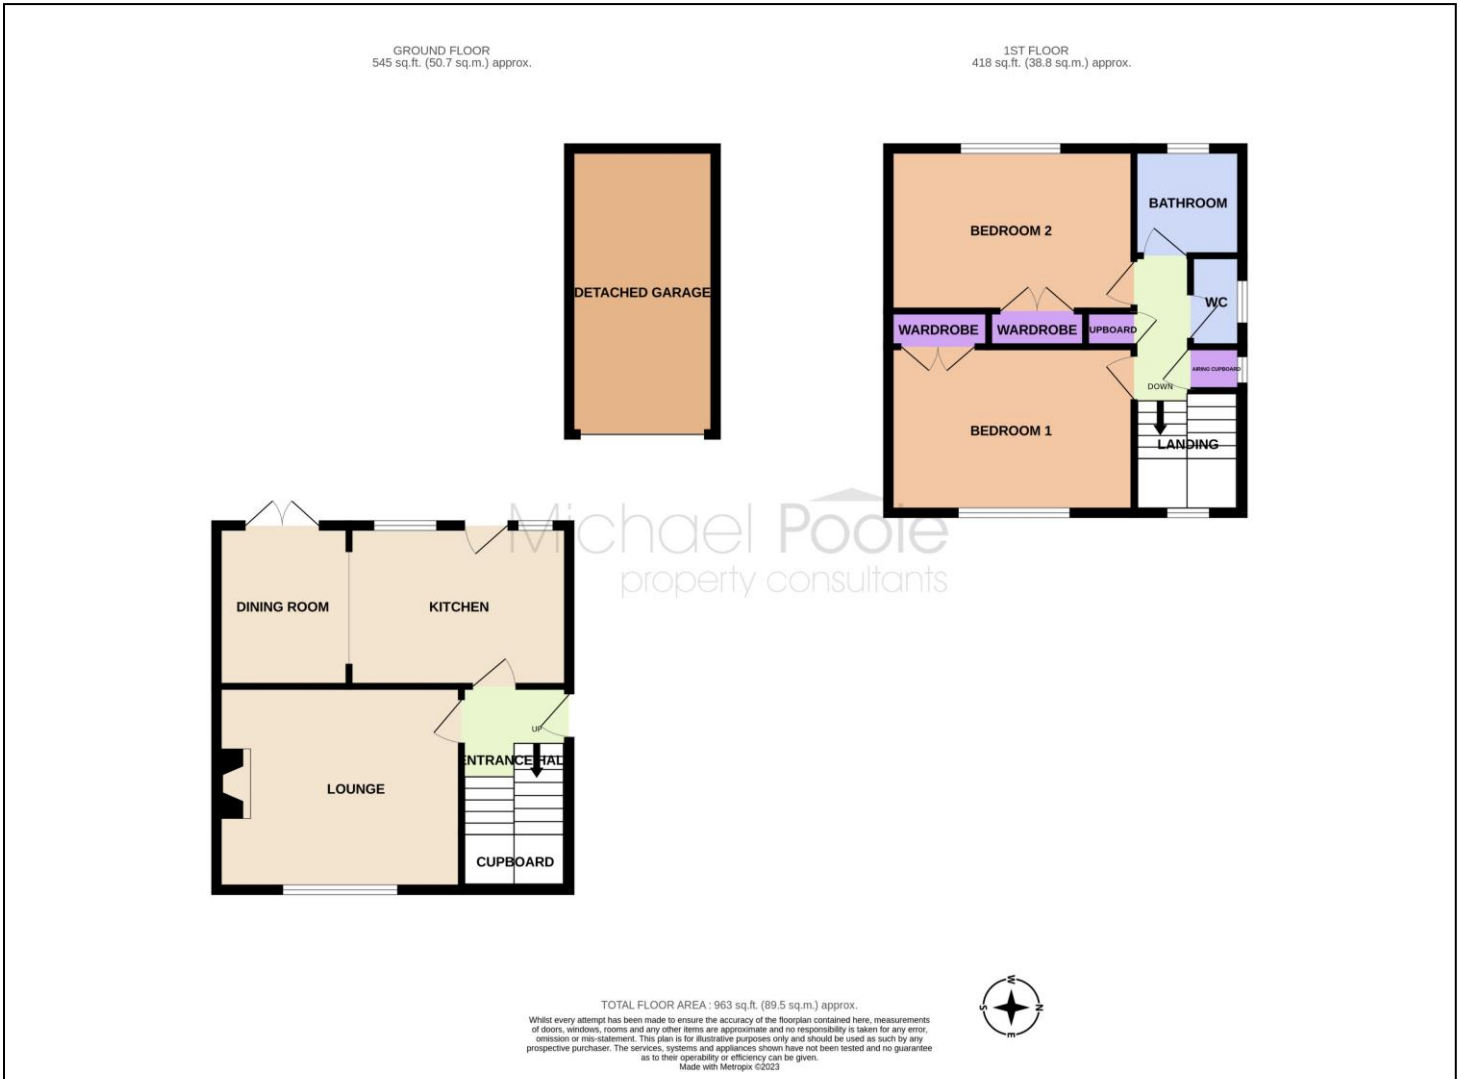 GROUND FLOOR
545 sq.ft. (50.7 sq.m.) approx.
1ST FLOOR
418 sq.ft. (38.8 sq.m.) approx.
DETACHED GARAGE
BEDROOM 2
BATHROOM
WC
WARDROBE
WARDROBE
UPBOARD
AIRING CUPBOARD
DOWN
BEDROOM 1
LANDING
Michael Poole
property consultants
DINING ROOM
KITCHEN
UP
ENTRANCE HALL
LOUNGE
CUPBOARD
TOTAL FLOOR AREA : 963 sq.ft. (89.5 sq.m.) approx.
Whilst every attempt has been made to ensure the accuracy of the floorplan contained here, measurements
of doors, windows, rooms and any other items are approximate and no responsibility is taken for any error,
omission or mis-statement. This plan is for illustrative purposes only and should be used as such by any
prospective purchaser. The services, systems and appliances shown have not been tested and no guarantee
as to their operability or efficiency can be given.
Made with Metropix ©2023
W
S
N
E